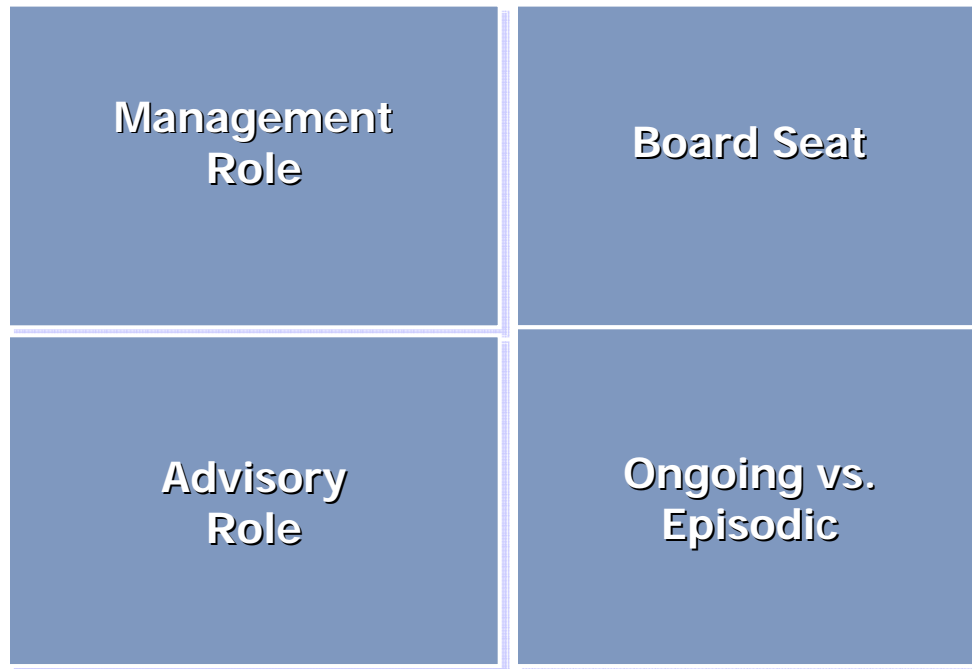 Management
Role
Board Seat
Advisory
Role
Ongoing vs.
Episodic